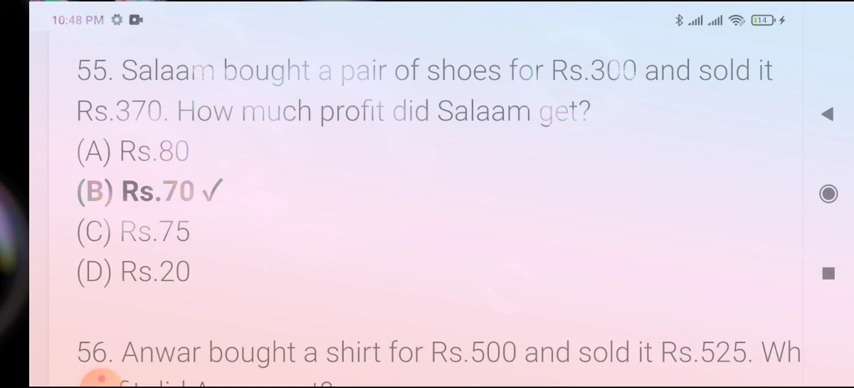 10:48 PM
14
55. Salaam bought a pair of shoes for Rs.300 and sold it
Rs.370. How much profit did Salaam get?
(A) Rs.80
(B) Rs.70 ✓
(C) Rs.75
(D) Rs.20
56. Anwar bought a shirt for Rs.500 and sold it Rs.525. Wh